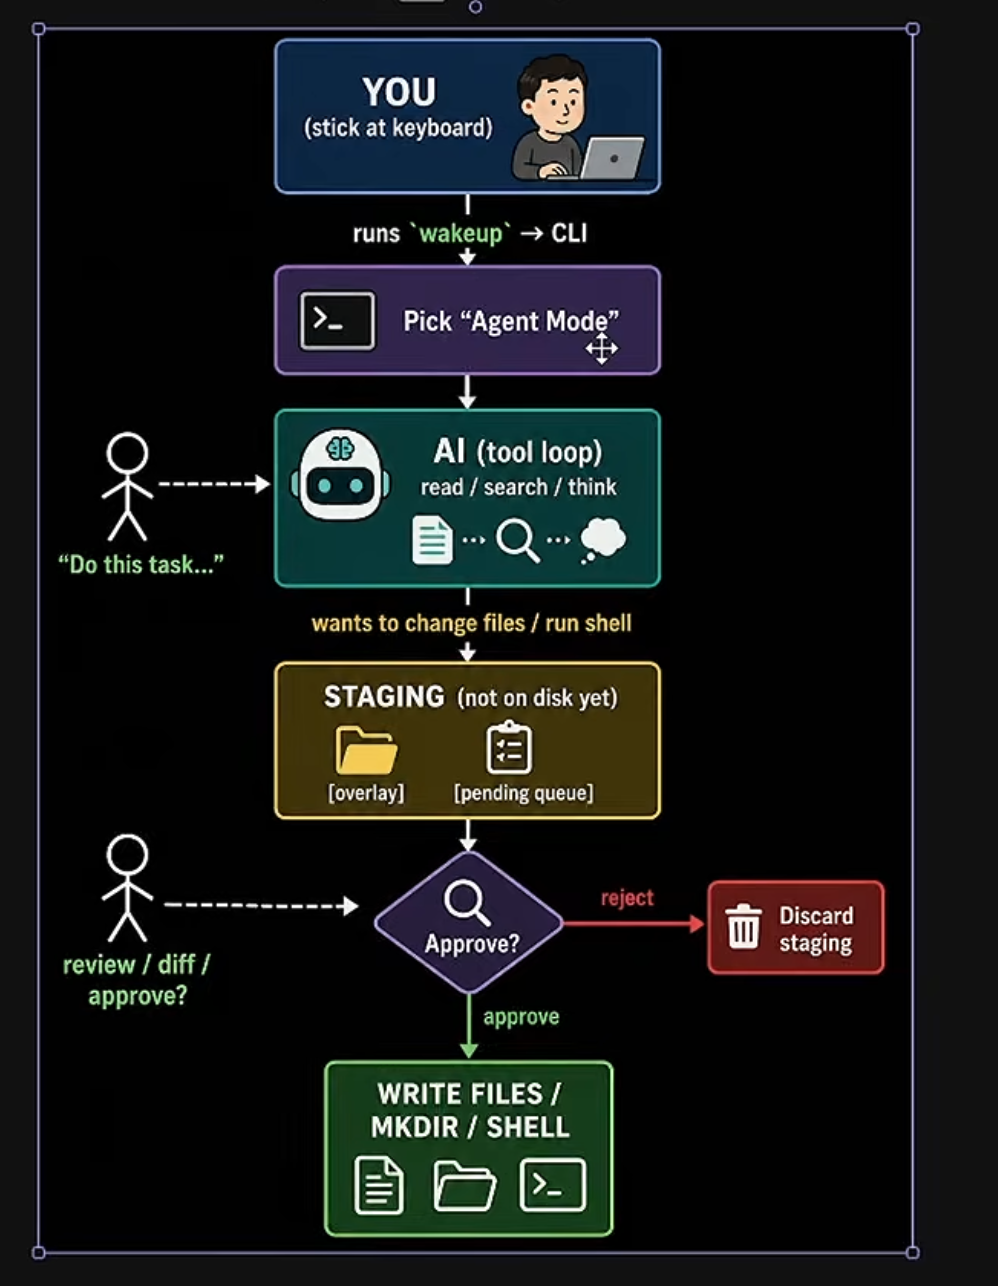 YOU
(stick at keyboard)
runs `wakeup` → CLI
>_
Pick “Agent Mode”
AI (tool loop)
read / search / think
“Do this task...”
wants to change files / run shell
STAGING (not on disk yet)
[overlay] [pending queue]
Approve?
reject
Discard
staging
review / diff /
approve?
approve
WRITE FILES /
MKDIR / SHELL
>_